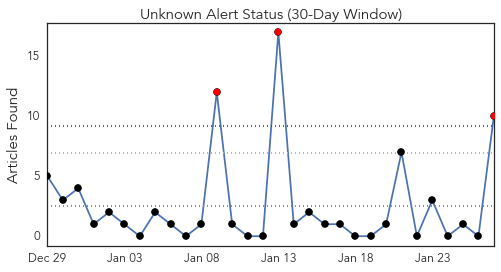 Unknown Alert Status (30-Day Window)
Articles Found
15
10
5
0
Dec 29 Jan 03 Jan 08 Jan 13 Jan 18 Jan 23